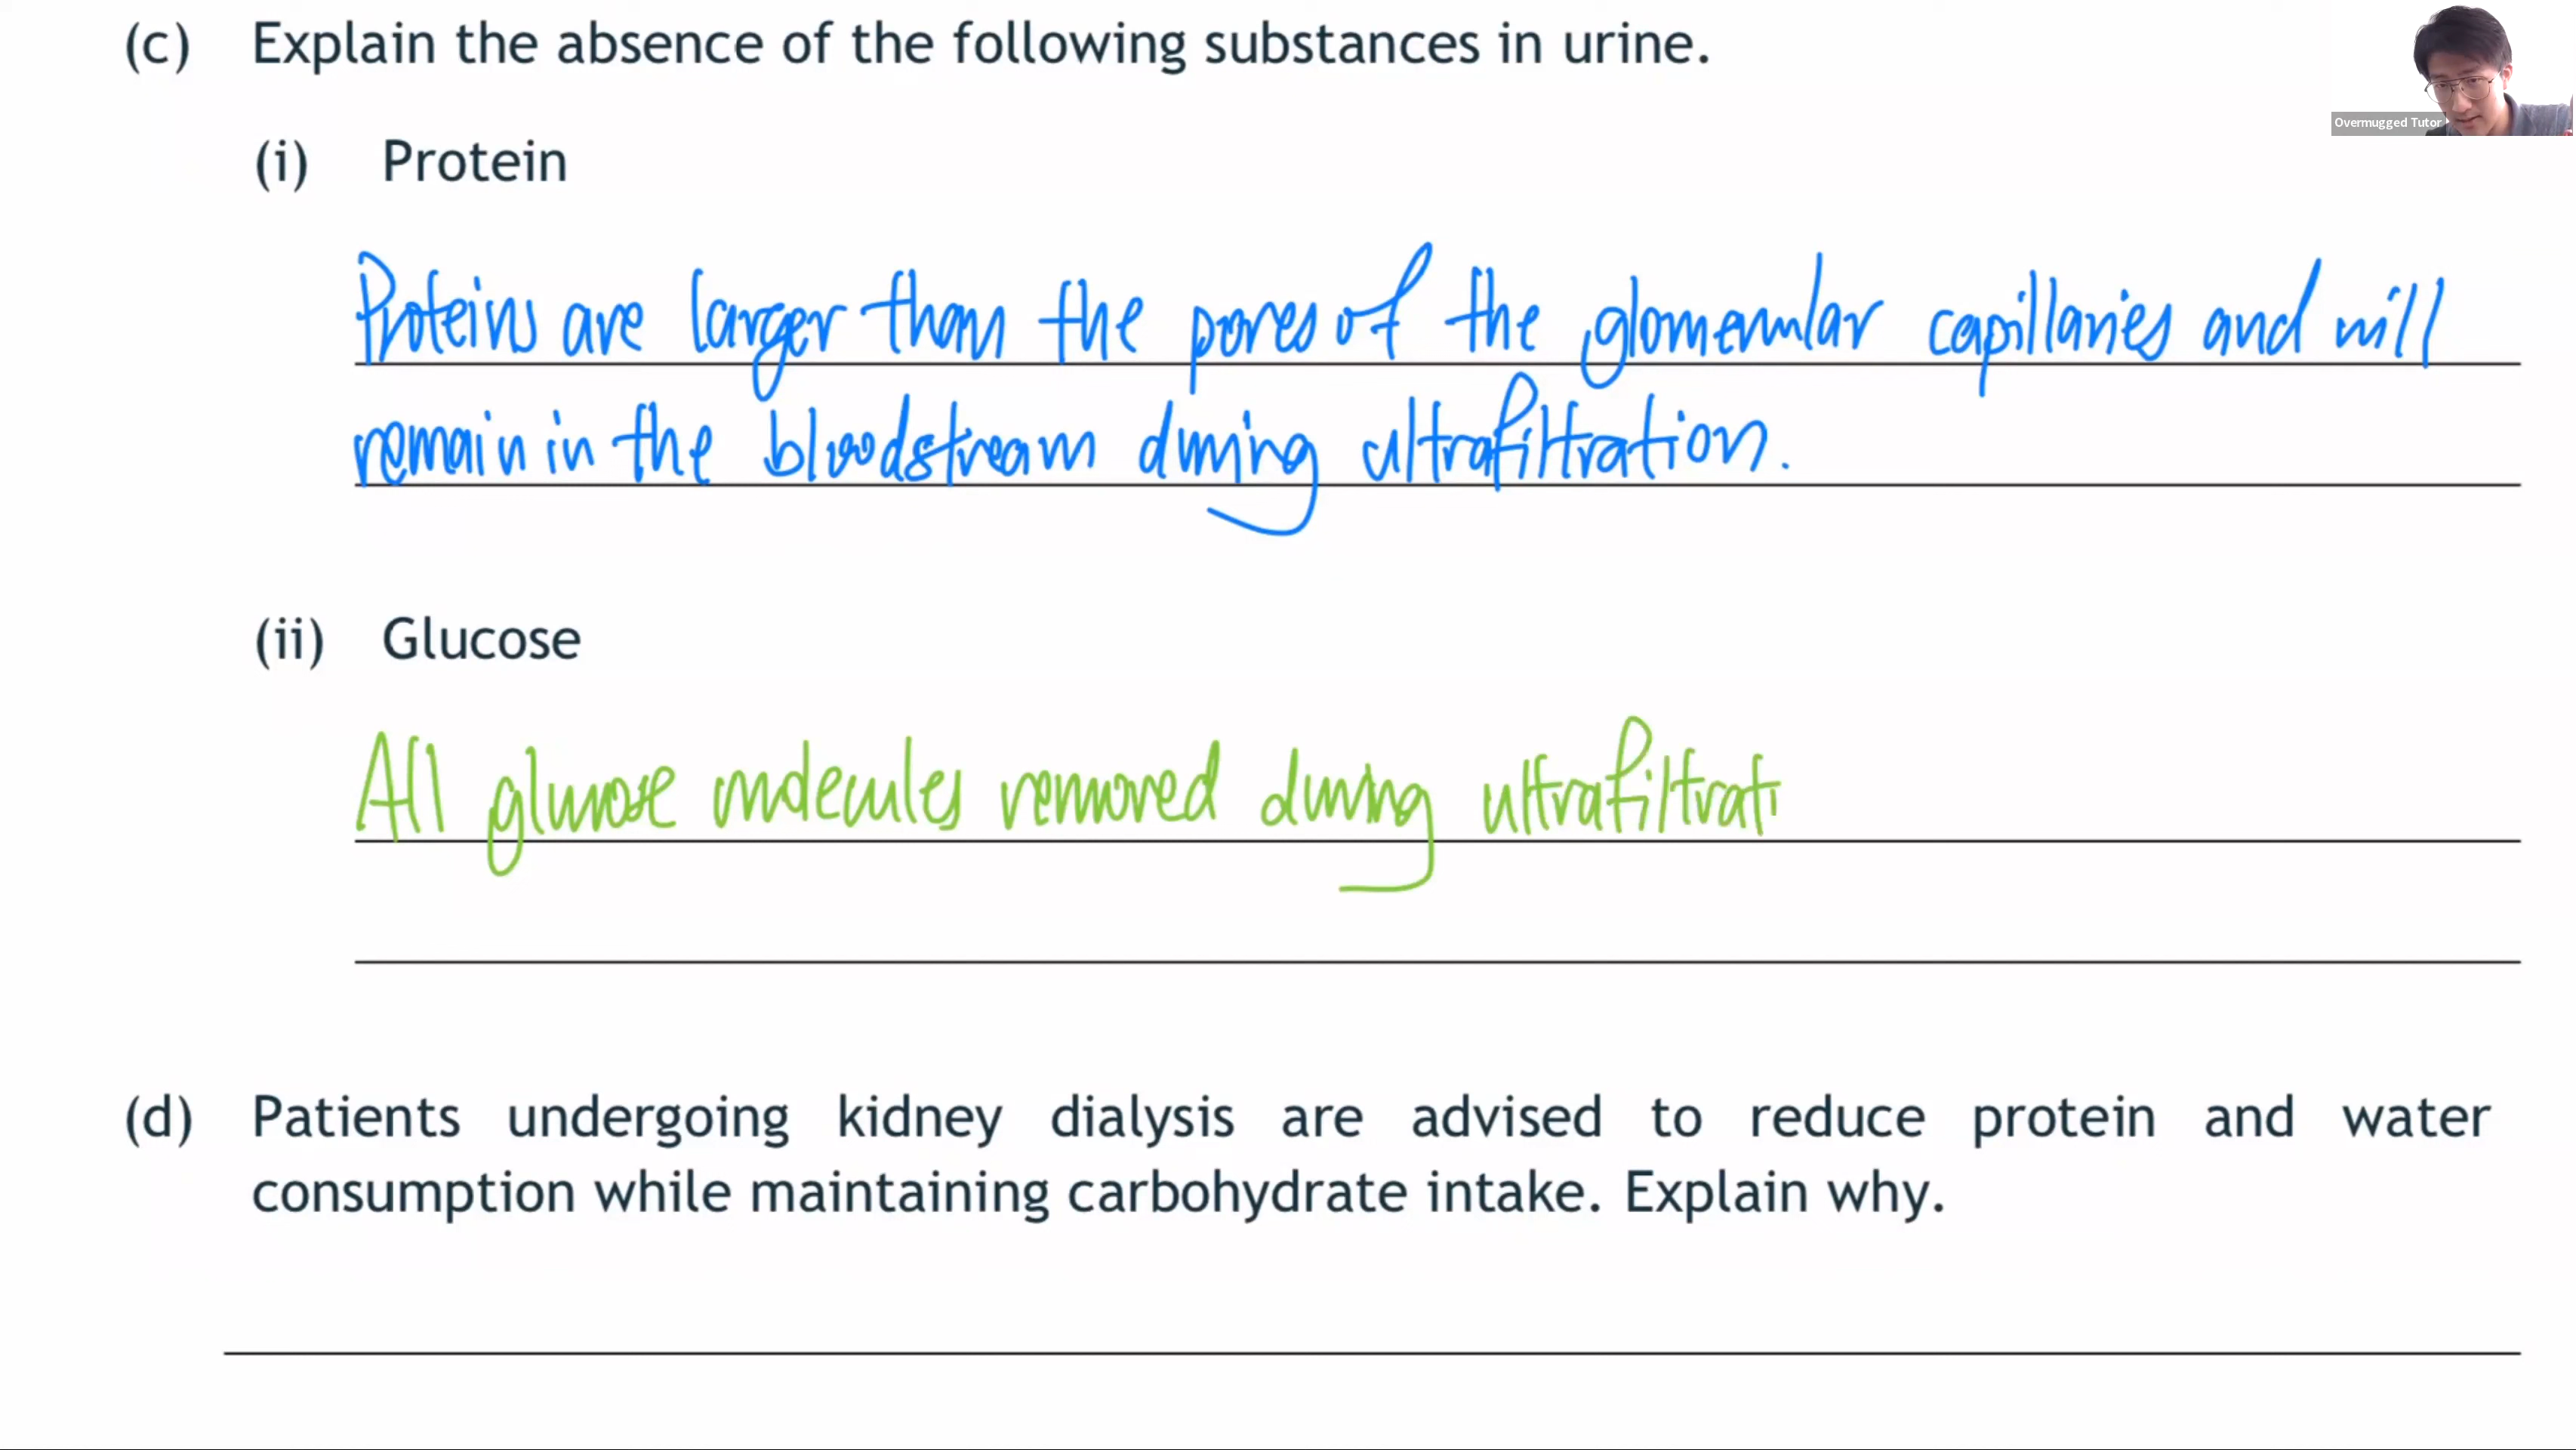 (c) Explain the absence of the following substances in urine.
Overmugged Tutor
(i) Protein
Proteins are larger than the pores of the glomerular capillaries and will
remain in the bloodstream during ultrafiltration.
(ii) Glucose
All glucose molecules removed during ultrafiltrati
(d) Patients undergoing kidney dialysis are advised to reduce protein and water
consumption while maintaining carbohydrate intake. Explain why.